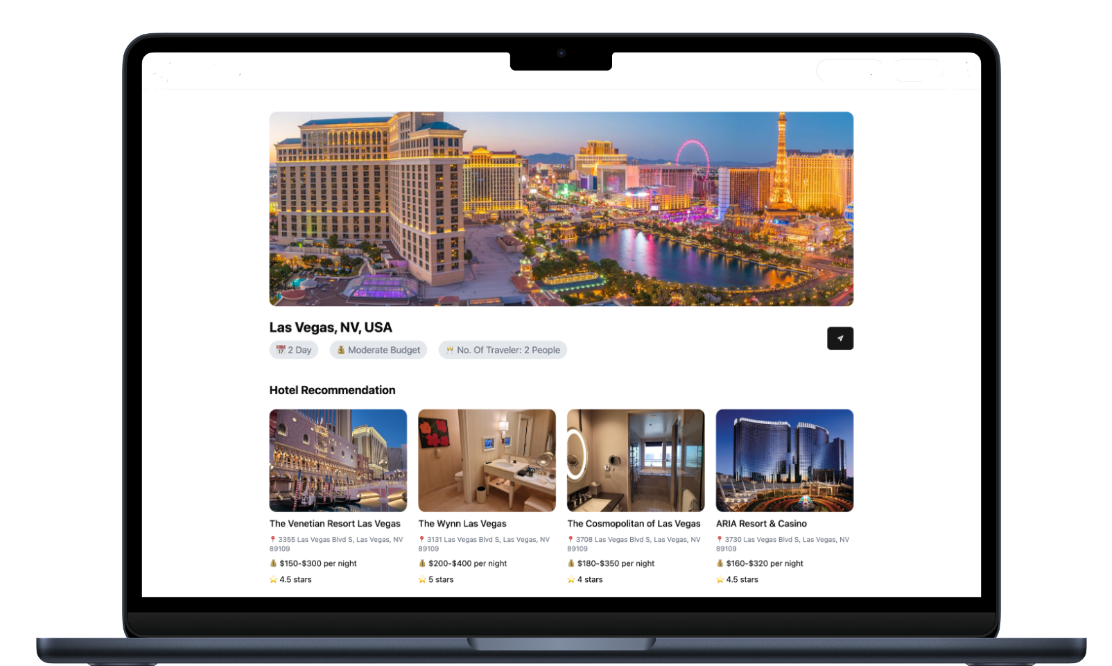 Las Vegas, NV, USA
2 Day
Moderate Budget
No. Of Traveler: 2 People
Hotel Recommendation
The Venetian Resort Las Vegas
3355 Las Vegas Blvd S, Las Vegas, NV
89109
$150-$300 per night
4.5 stars
The Wynn Las Vegas
3131 Las Vegas Blvd S, Las Vegas, NV
89109
$200-$400 per night
5 stars
The Cosmopolitan of Las Vegas
3708 Las Vegas Blvd S, Las Vegas, NV
89109
$180-$350 per night
4 stars
ARIA Resort & Casino
3730 Las Vegas Blvd S, Las Vegas, NV
89109
$160-$320 per night
4.5 stars